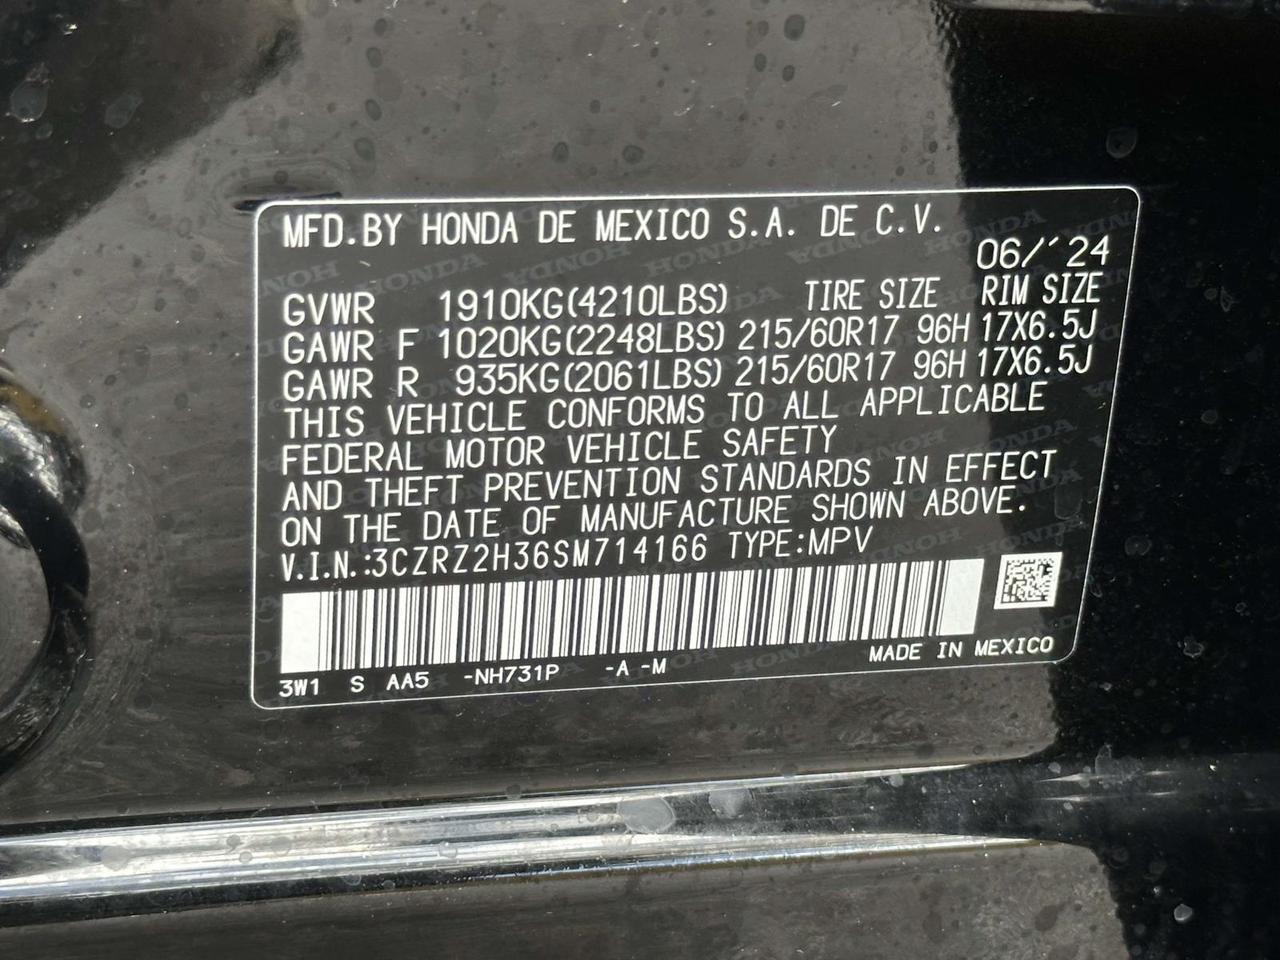 MFD.BY HONDA DE MEXICO S.A. DE C.V.
06/'24
GVWR 1910KG(4210LBS) TIRE SIZE RIM SIZE
GAWR F 1020KG(2248LBS) 215/60R17 96H 17X6.5J
GAWR R 935KG(2061LBS) 215/60R17 96H 17X6.5J
THIS VEHICLE CONFORMS TO ALL APPLICABLE
FEDERAL MOTOR VEHICLE SAFETY
AND THEFT PREVENTION STANDARDS IN EFFECT
ON THE DATE OF MANUFACTURE SHOWN ABOVE.
V.I.N.:3CZRZ2H36SM714166 TYPE:MPV
3W1 S AA5 -NH731P -A -M MADE IN MEXICO